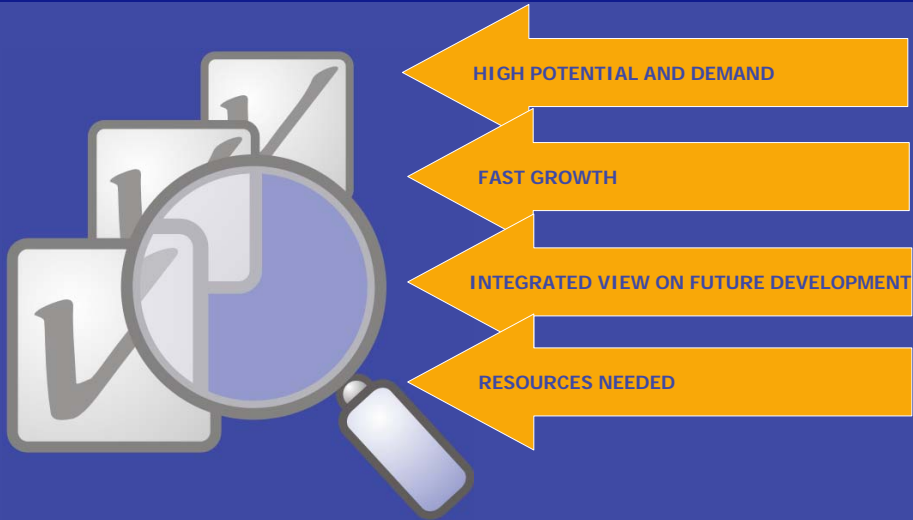 HIGH POTENTIAL AND DEMAND
FAST GROWTH
INTEGRATED VIEW ON FUTURE DEVELOPMENT
RESOURCES NEEDED